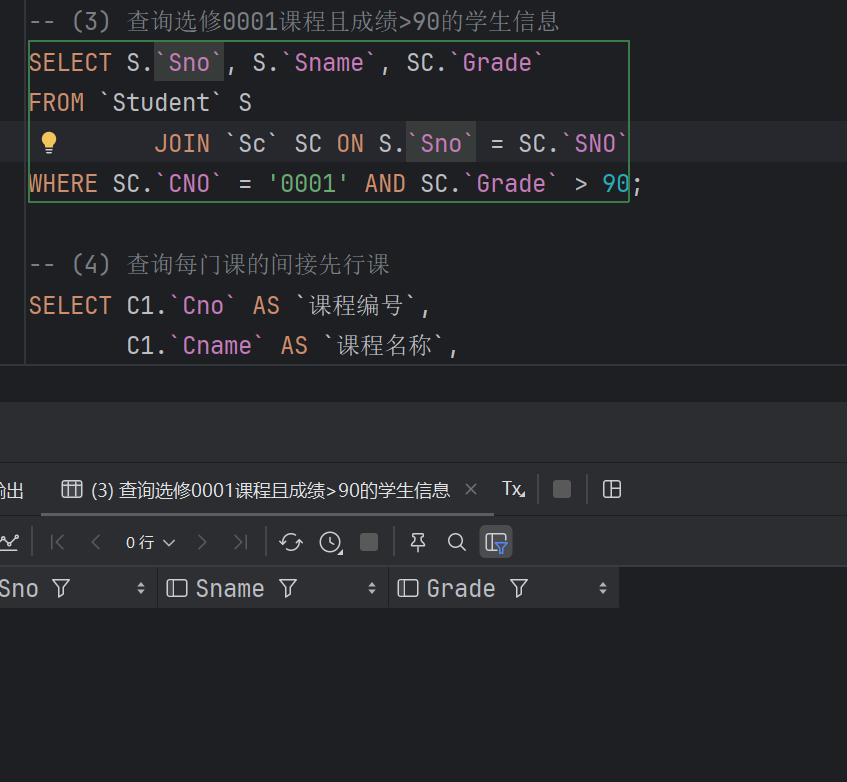 -- (3) 查询选修0001课程且成绩>90的学生信息
SELECT S.`Sno`, S.`Sname`, SC.`Grade`
FROM `Student` S
JOIN `Sc` SC ON S.`Sno` = SC.`SNO`
WHERE SC.`CNO` = '0001' AND SC.`Grade` > 90;
-- (4) 查询每门课的间接先行课
SELECT C1.`Cno` AS `课程编号`,
C1.`Cname` AS `课程名称`,
输出 (3) 查询选修0001课程且成绩>90的学生信息 × Tx
0 行
Sno Sname Grade